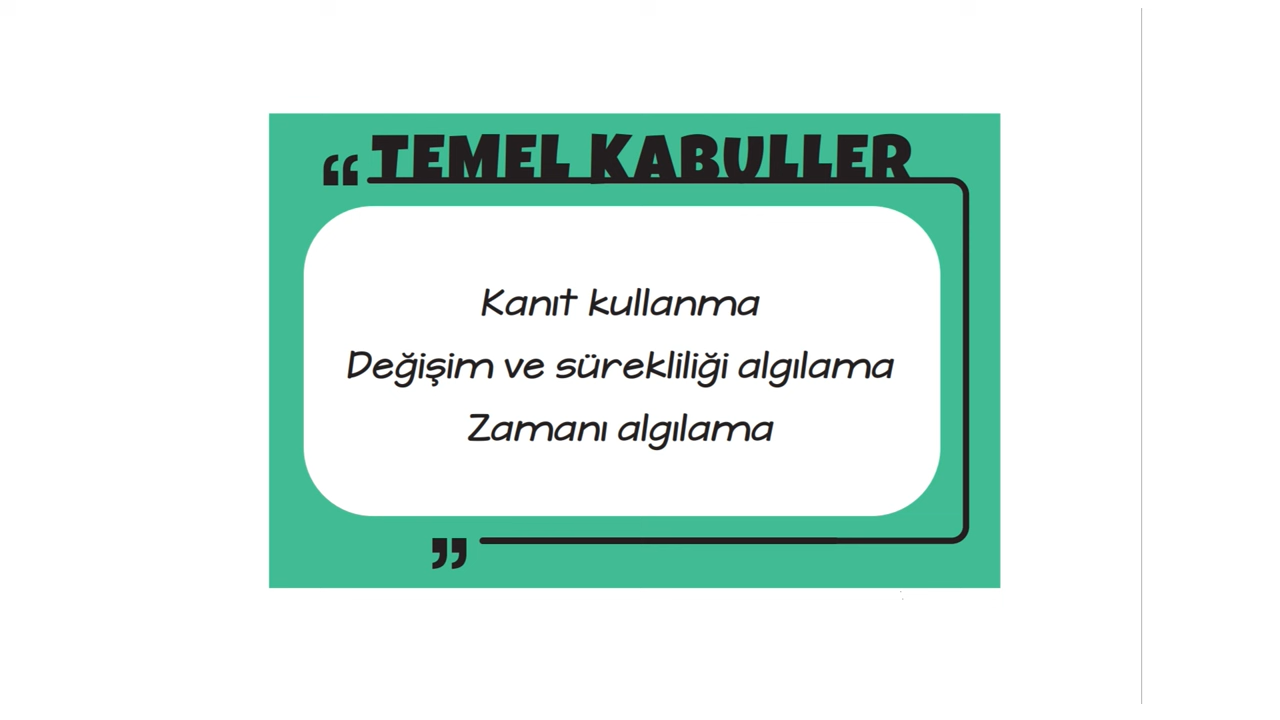 “TEMEL KABULLER
Kanıt kullanma
Değişim ve sürekliliği algılama
Zamanı algılama
”